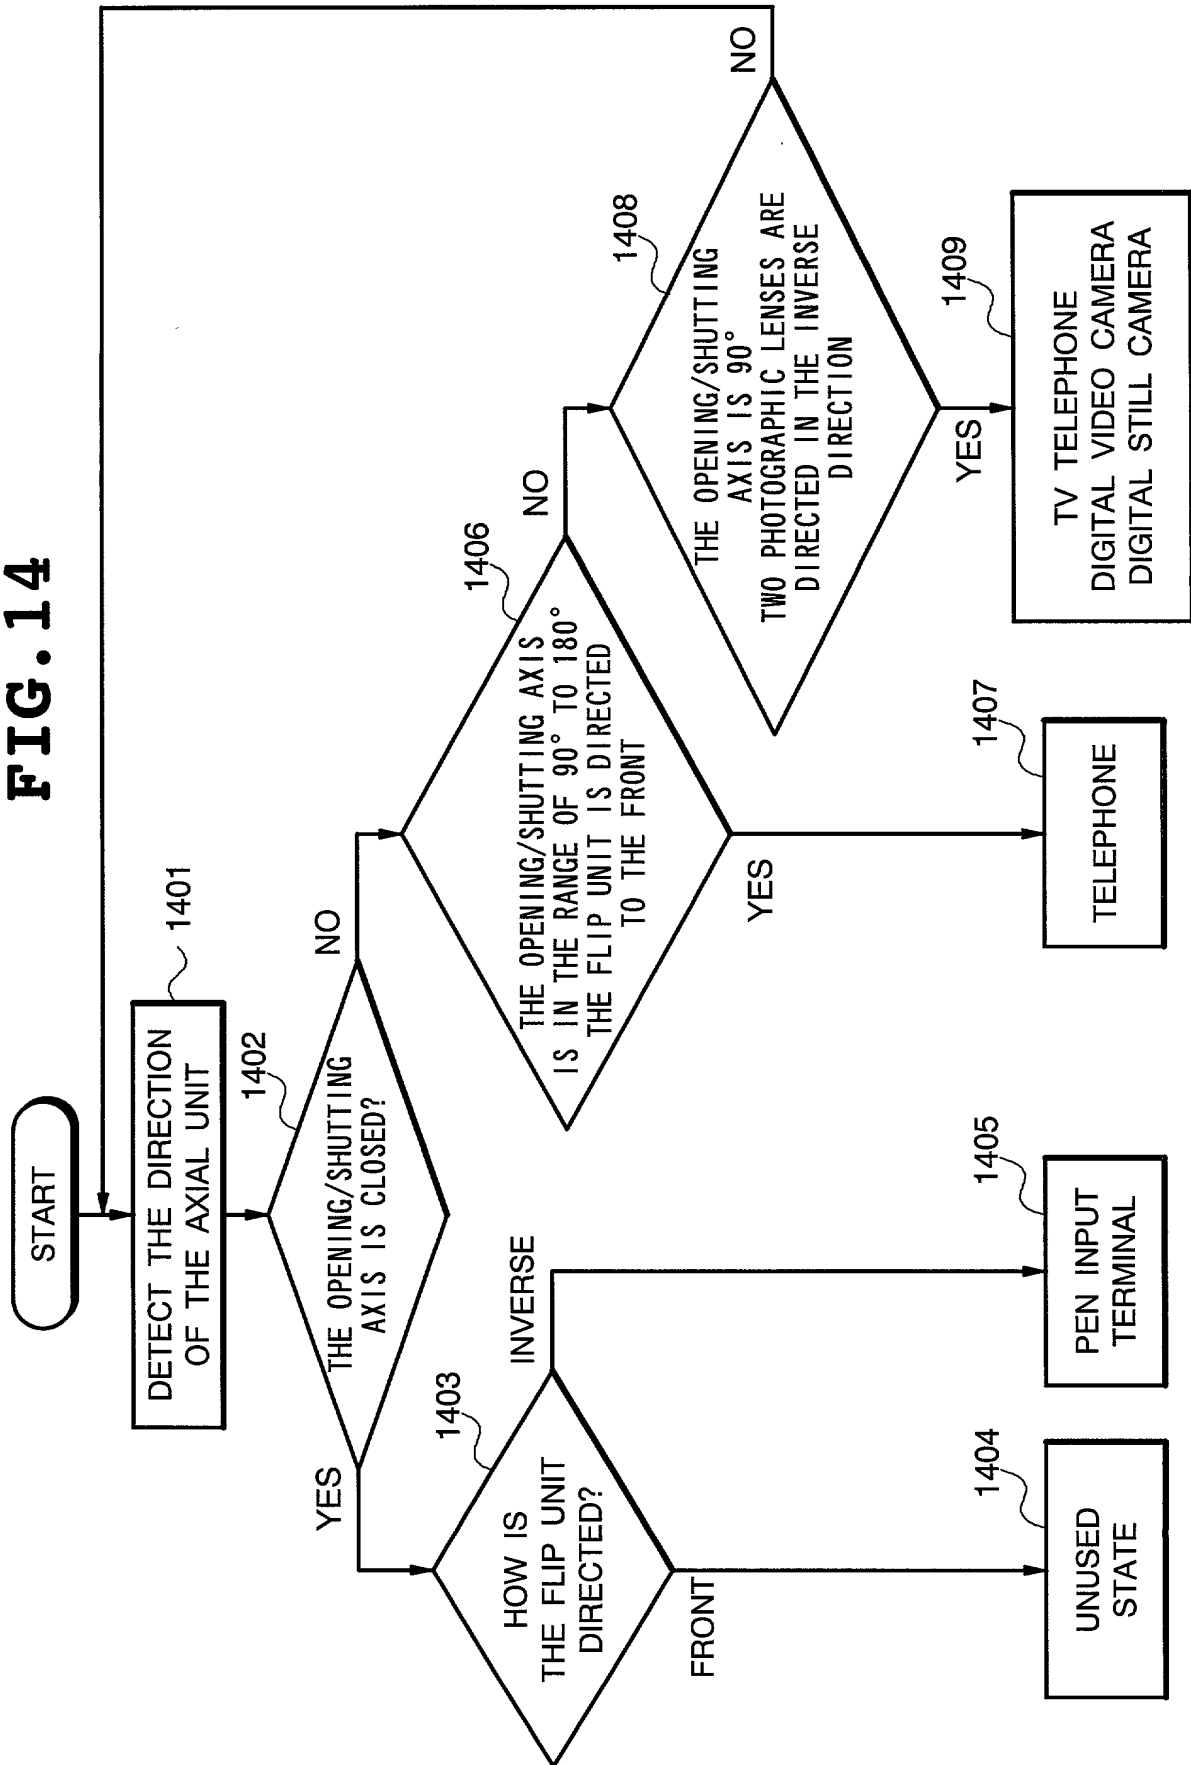 FIG.14
START
DETECT THE DIRECTION
OF THE AXIAL UNIT
1401
THE OPENING/SHUTTING
AXIS IS CLOSED?
1402
YES
NO
HOW IS
THE FLIP UNIT
DIRECTED?
1403
INVERSE
FRONT
THE OPENING/SHUTTING AXIS
IS IN THE RANGE OF 90° TO 180°
THE FLIP UNIT IS DIRECTED
TO THE FRONT
1406
NO
YES
THE OPENING/SHUTTING
AXIS IS 90°
TWO PHOTOGRAPHIC LENSES ARE
DIRECTED IN THE INVERSE
DIRECTION
1408
NO
YES
UNUSED
STATE
1404
PEN INPUT
TERMINAL
1405
TELEPHONE
1407
TV TELEPHONE
DIGITAL VIDEO CAMERA
DIGITAL STILL CAMERA
1409